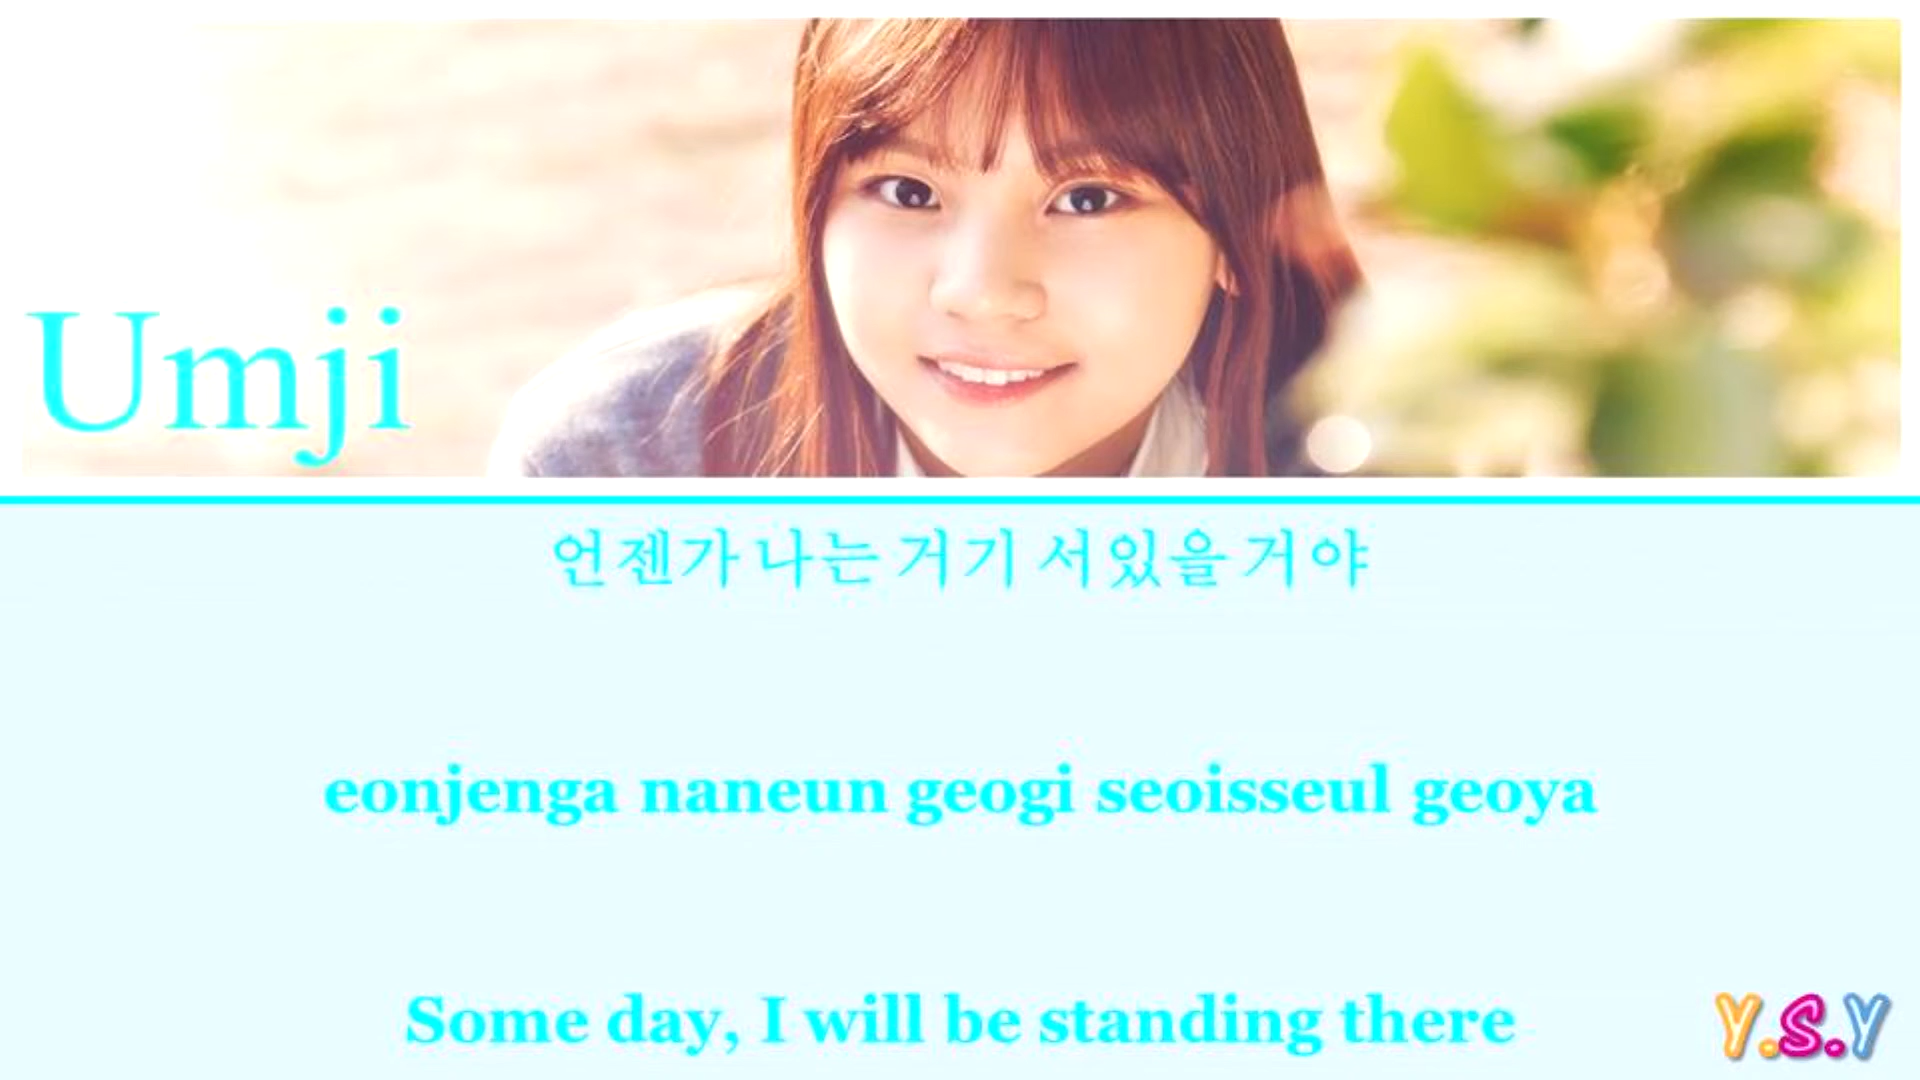 Umji
언젠가 나는 거기 서있을 거야
eonjenga naneun geogi seoisseul geoya
Some day, I will be standing there
Y.S.Y